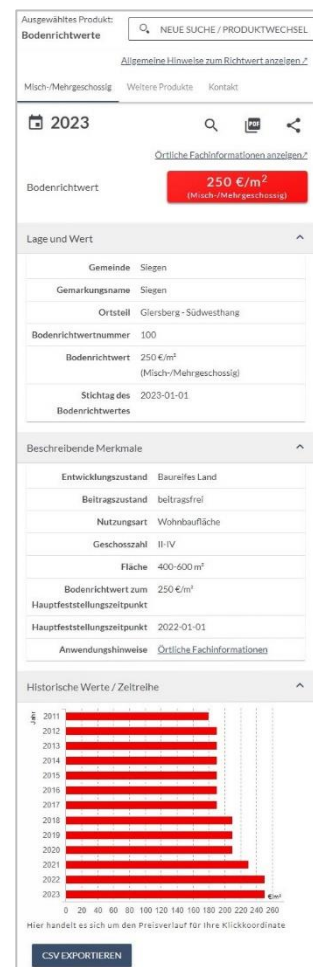 Ausgewähltes Produkt:
Bodenrichtwerte
NEUE SUCHE / PRODUKTWECHSEL
Allgemeine Hinweise zum Richtwert anzeigen
Misch-/Mehrgeschossig Weitere Produkte Kontakt
2023
PDF
Örtliche Fachinformationen anzeigen
Bodenrichtwert
250 €/m²
(Misch-/Mehrgeschossig)
Lage und Wert
Gemeinde Siegen
Gemarkungsname Siegen
Ortsteil Giersberg - Südwesthang
Bodenrichtwertnummer 100
Bodenrichtwert 250 €/m²
(Misch-/Mehrgeschossig)
Stichtag des 2023-01-01
Bodenrichtwertes
Beschreibende Merkmale
Entwicklungszustand Baureifes Land
Beitragszustand beitragsfrei
Nutzungsart Wohnbaufläche
Geschosszahl II-IV
Fläche 400-600 m²
Bodenrichtwert zum 250 €/m²
Hauptfeststellungszeitpunkt
Hauptfeststellungszeitpunkt 2022-01-01
Anwendungshinweise Örtliche Fachinformationen
Historische Werte / Zeitreihe
Jahr
2011
2012
2013
2014
2015
2016
2017
2018
2019
2020
2021
2022
2023
€/m²
0 20 40 60 80 100 120 140 160 180 200 220 240 260
Hier handelt es sich um den Preisverlauf für Ihre Klickkoordinate
CSV EXPORTIEREN